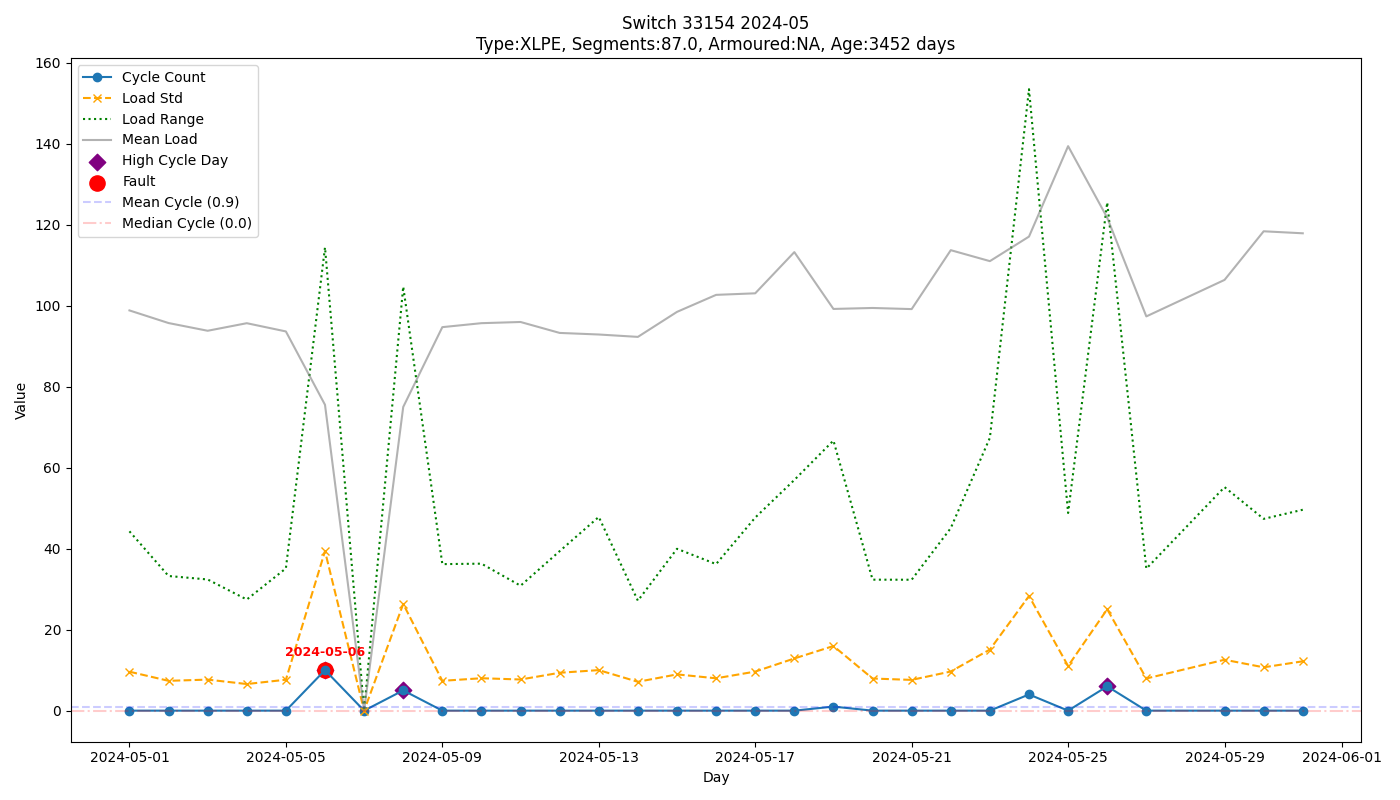 Switch 33154 2024-05
Type:XLPE, Segments:87.0, Armoured:NA, Age:3452 days
Cycle Count
Load Std
Load Range
Mean Load
High Cycle Day
Fault
Mean Cycle (0.9)
Median Cycle (0.0)
160
140
120
100
80
60
40
20
0
Value
2024-05-06
2024-05-01
2024-05-05
2024-05-09
2024-05-13
2024-05-17
2024-05-21
2024-05-25
2024-05-29
2024-06-01
Day